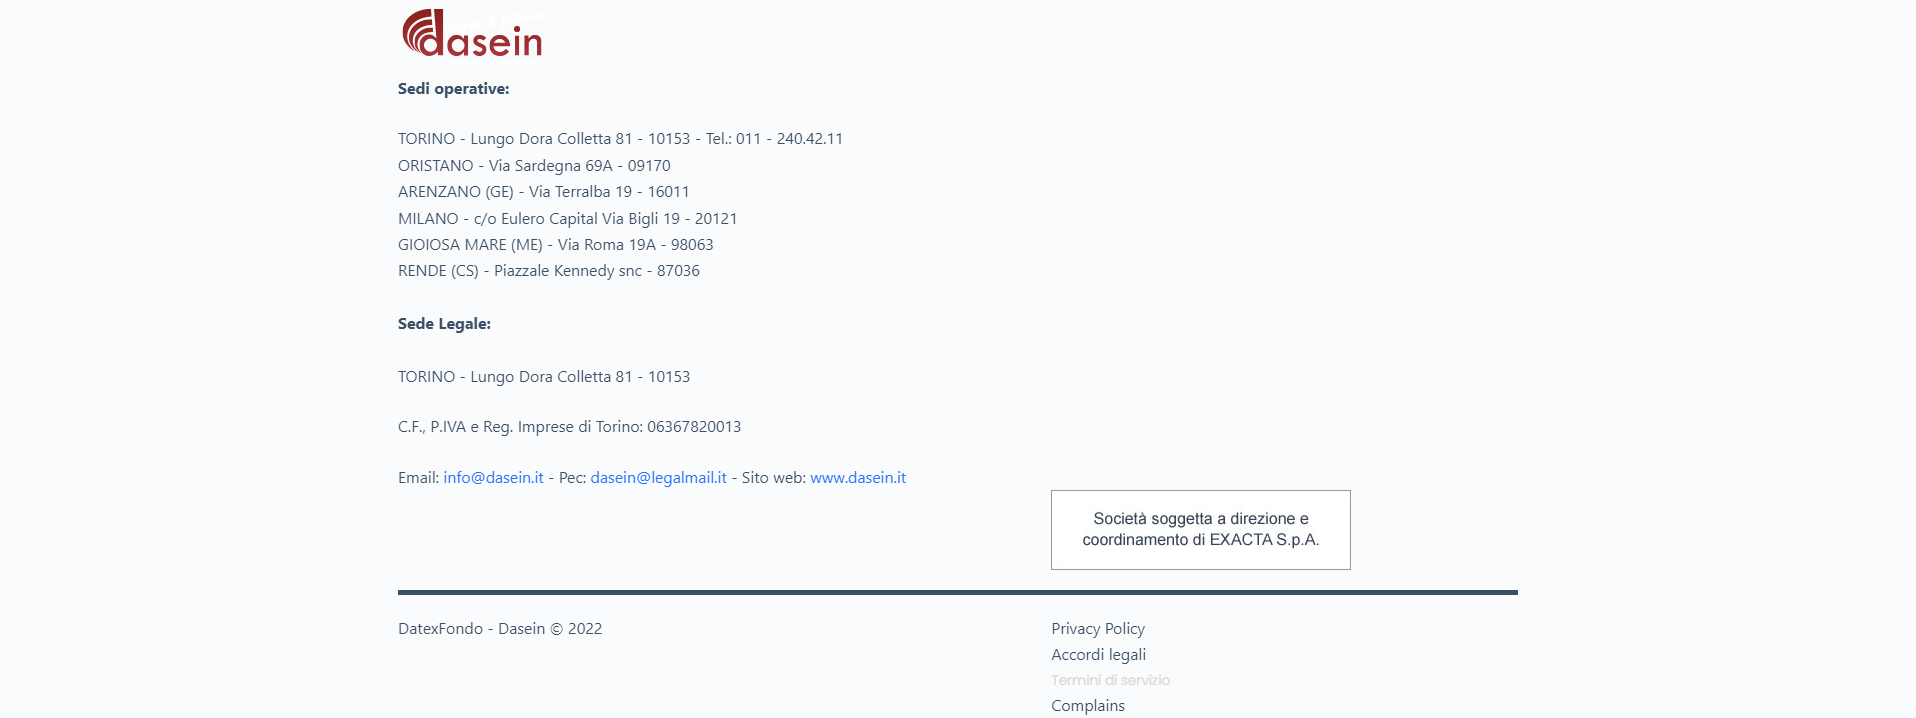 dasein
Sedi operative:
TORINO - Lungo Dora Colletta 81 - 10153 - Tel.: 011 - 240.42.11
ORISTANO - Via Sardegna 69A - 09170
ARENZANO (GE) - Via Terralba 19 - 16011
MILANO - c/o Eulero Capital Via Bigli 19 - 20121
GIOIOSA MARE (ME) - Via Roma 19A - 98063
RENDE (CS) - Piazzale Kennedy snc - 87036
Sede Legale:
TORINO - Lungo Dora Colletta 81 - 10153
C.F., P.IVA e Reg. Imprese di Torino: 06367820013
Email: info@dasein.it - Pec: dasein@legalmail.it - Sito web: www.dasein.it
Società soggetta a direzione e
coordinamento di EXACTA S.p.A.
DatexFondo - Dasein © 2022
Privacy Policy
Accordi legali
Termini di servizio
Complains